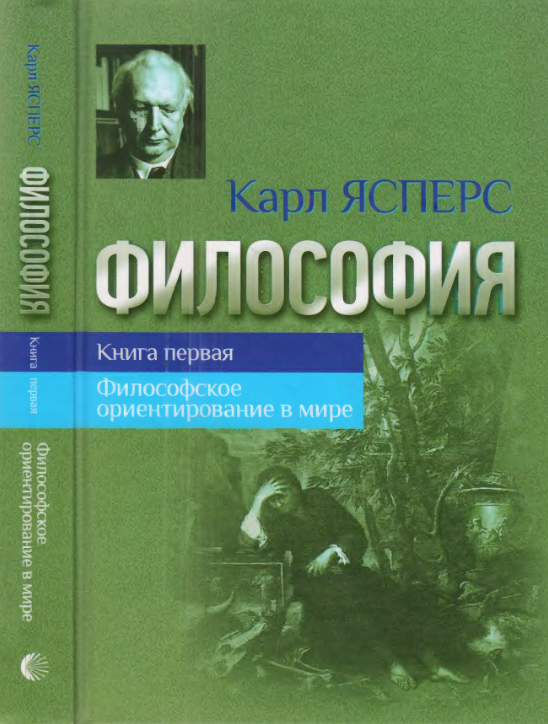 Карл ЯСПЕРС
ФИЛОСОФИЯ
Книга первая
Философское
ориентирование в мире
Карл ЯСПЕРС
ФИЛОСОФИЯ
Книга первая
Философское
ориентирование в мире